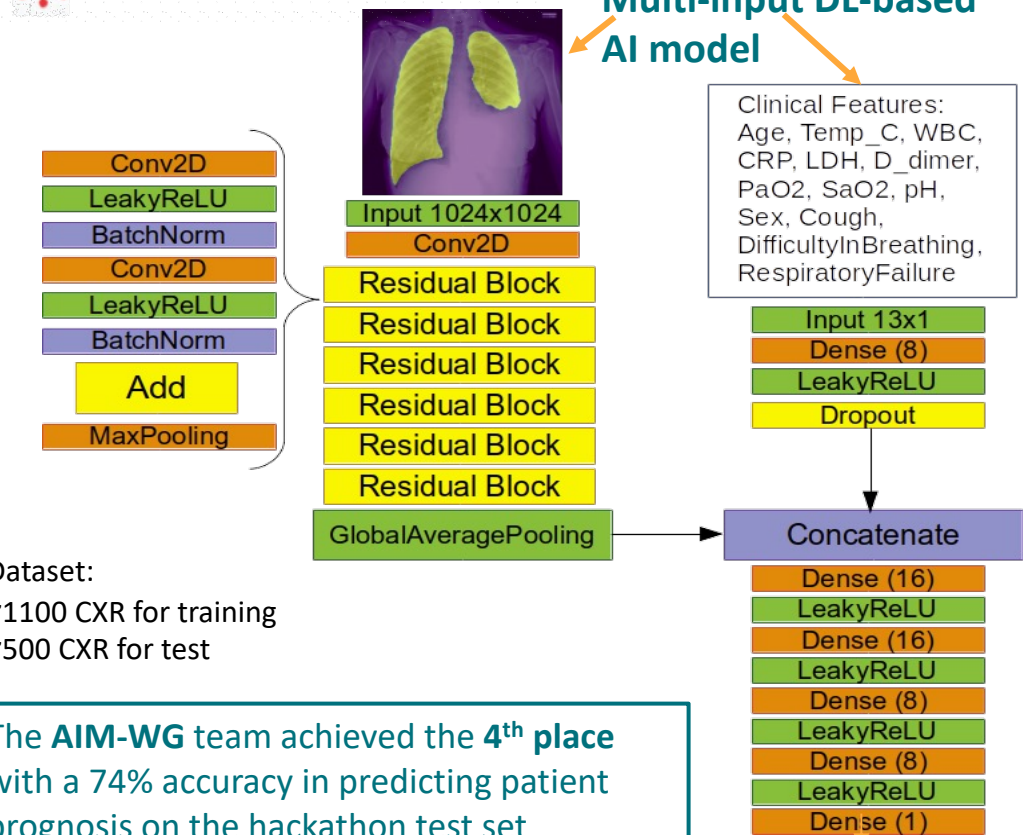 Multi-input DL-based
AI model
Clinical Features:
Age, Temp_C, WBC,
CRP, LDH, D_dimer,
PaO2, SaO2, pH,
Sex, Cough,
DifficultyInBreathing,
RespiratoryFailure
Conv2D
LeakyReLU
BatchNorm
Conv2D
LeakyReLU
BatchNorm
Add
MaxPooling
Input 1024x1024
Conv2D
Residual Block
Residual Block
Residual Block
Residual Block
Residual Block
Residual Block
GlobalAveragePooling
Input 13x1
Dense (8)
LeakyReLU
Dropout
Concatenate
Dense (16)
LeakyReLU
Dense (16)
LeakyReLU
Dense (8)
LeakyReLU
Dense (8)
LeakyReLU
Dense (1)
Dataset:
1100 CXR for training
500 CXR for test
The AIM-WG team achieved the 4th place
with a 74% accuracy in predicting patient
prognosis on the hackathon test set